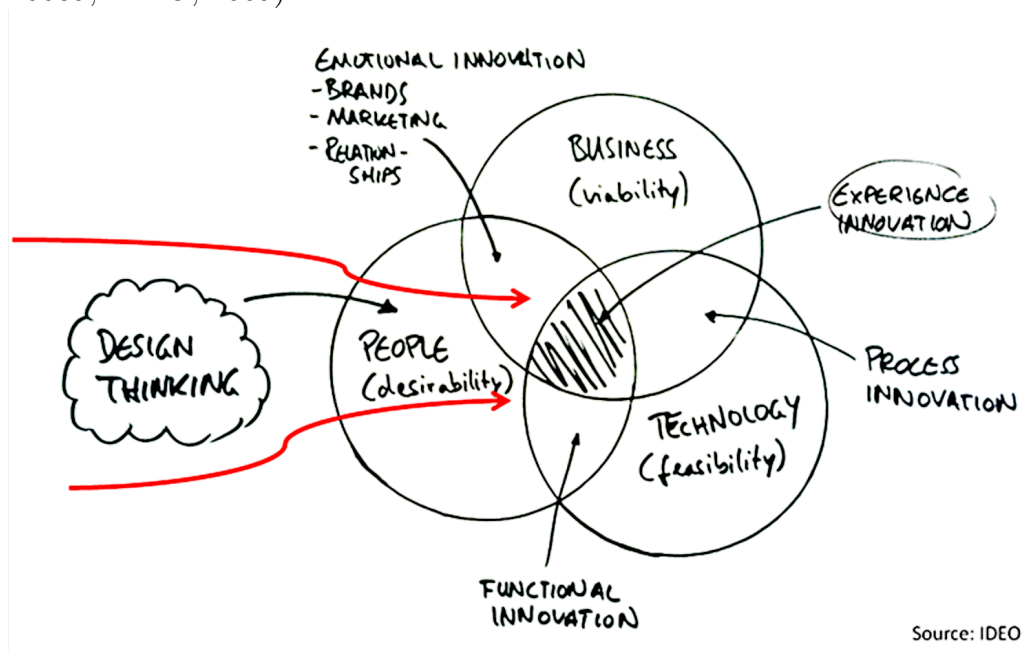 EMOTIONAL INNOVATION
- BRANDS
- MARKETING
- RELATION-
SHIPS
BUSINESS
(viability)
EXPERIENCE
INNOVATION
DESIGN
THINKING
PEOPLE
(desirability)
PROCESS
INNOVATION
TECHNOLOGY
(feasibility)
FUNCTIONAL
INNOVATION
Source: IDEO